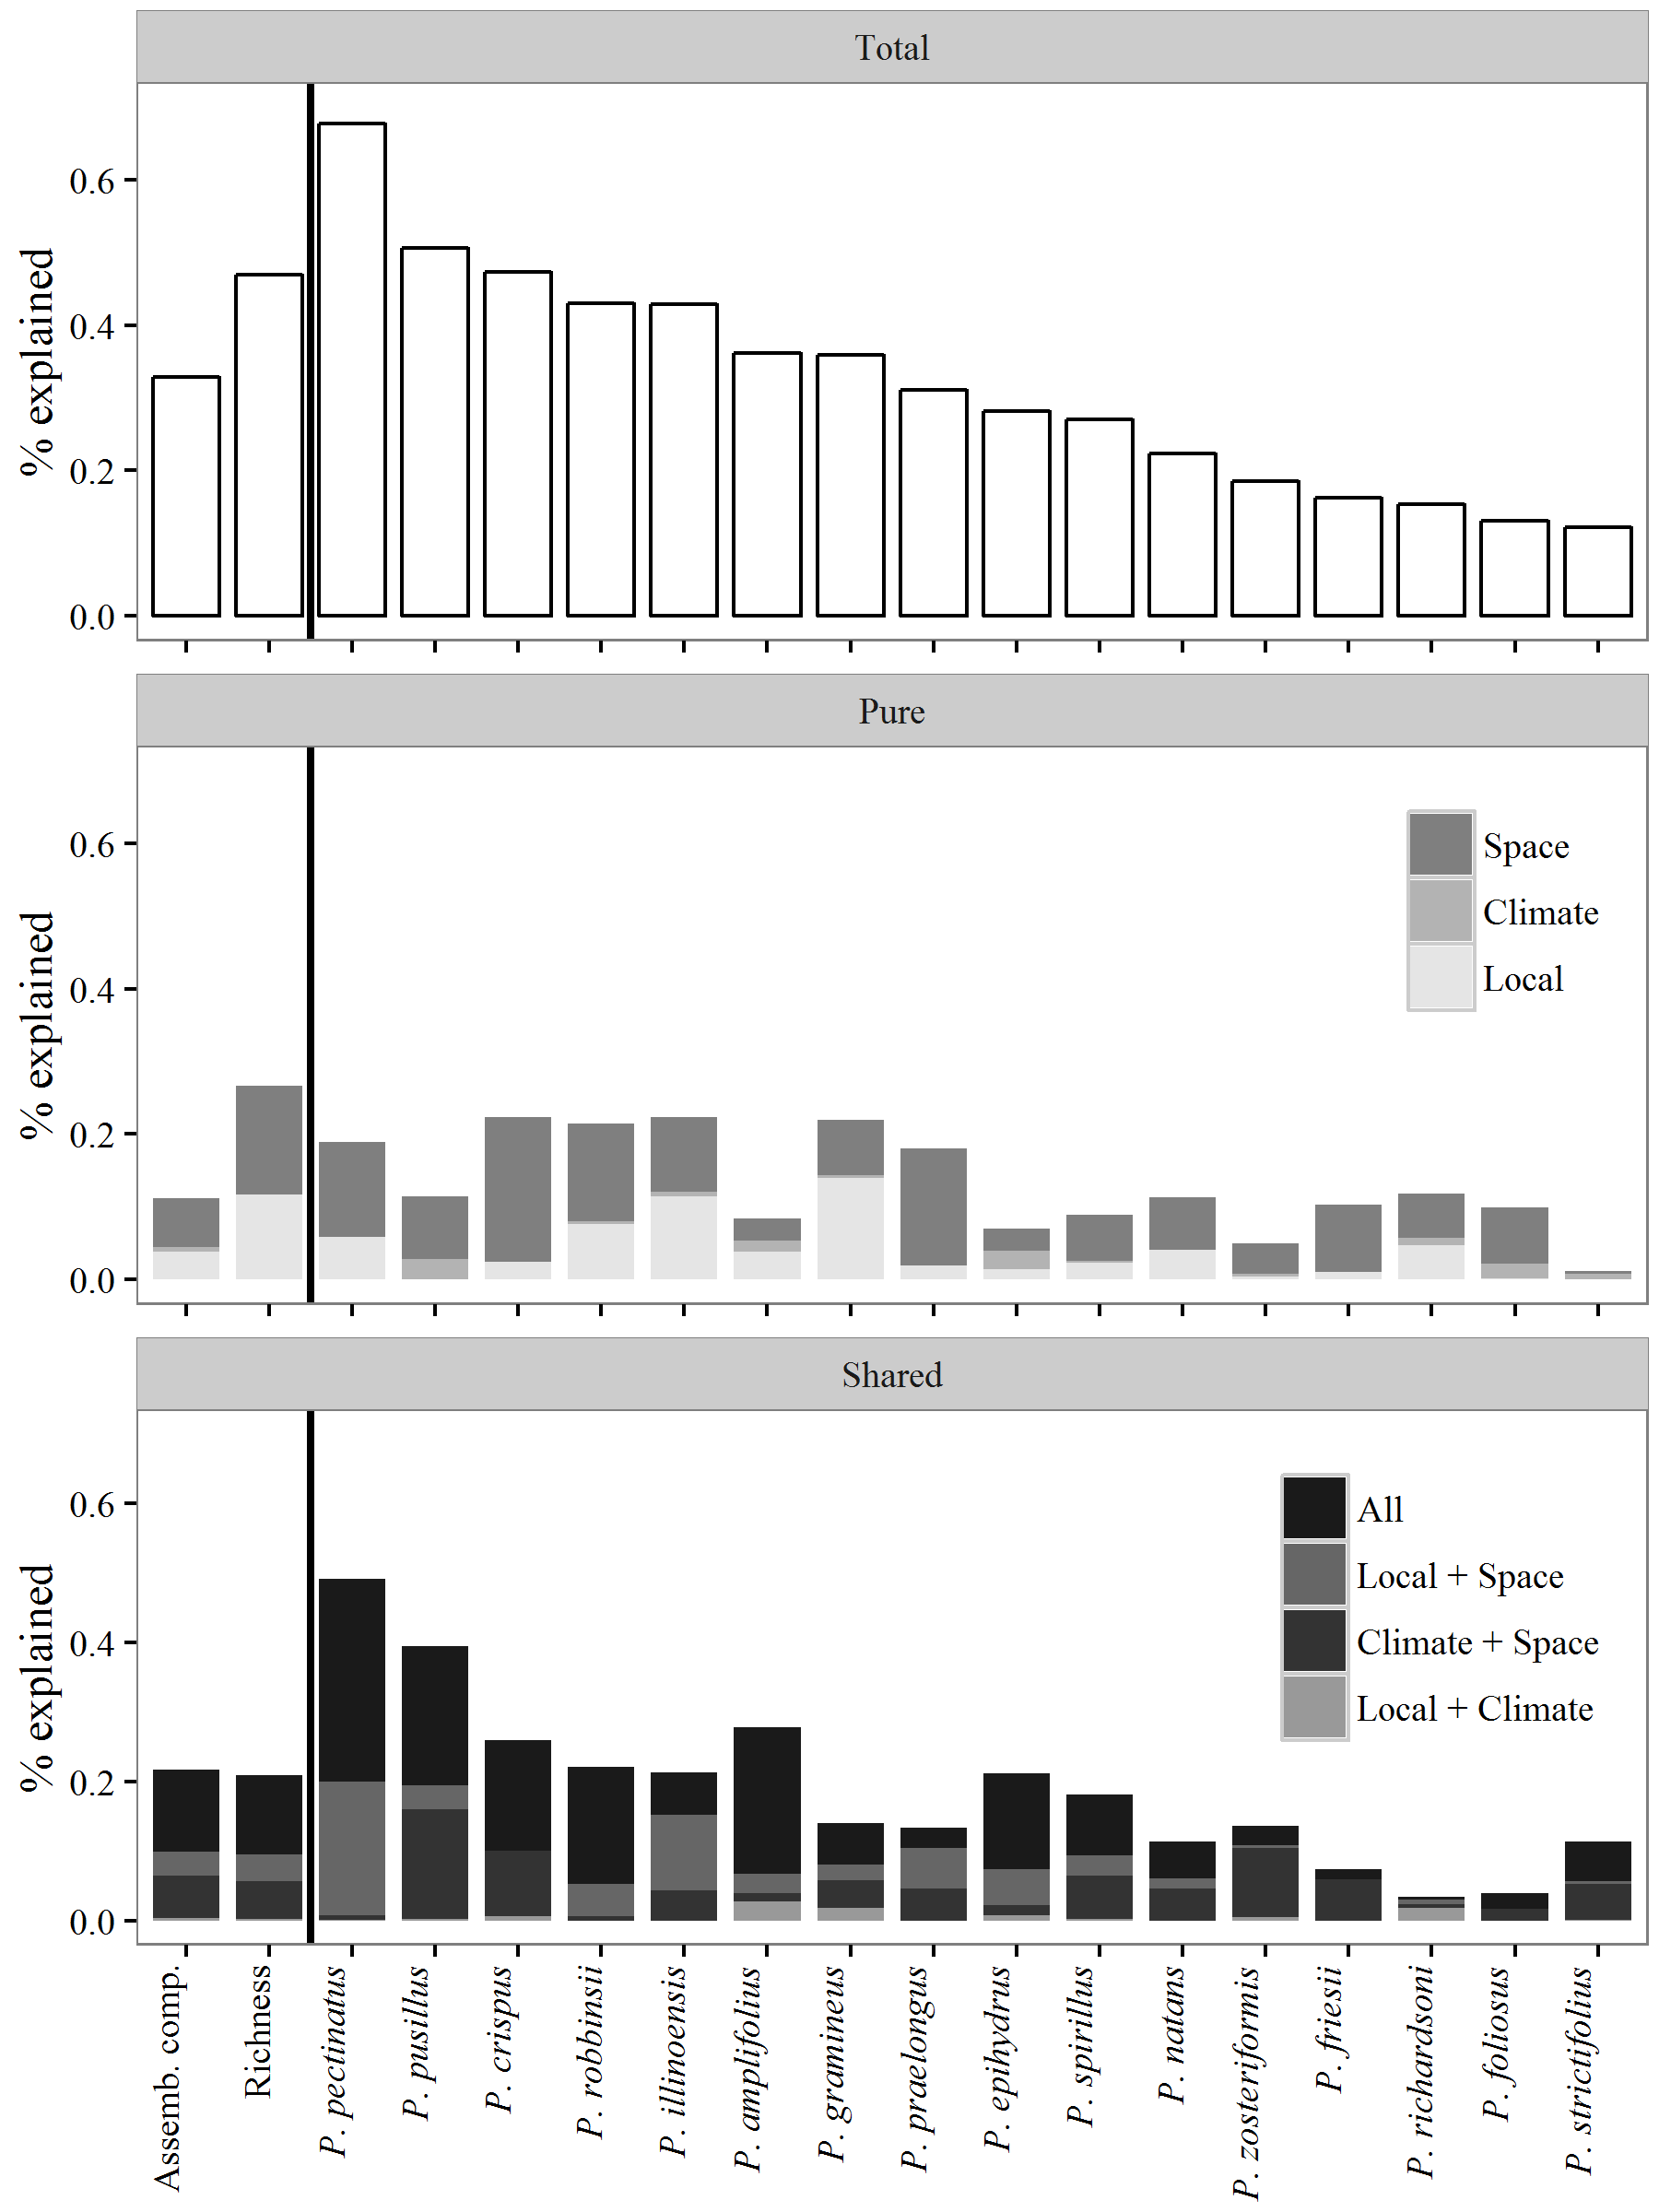 Total
% explained
0.6
0.4
0.2
0.0
Pure
% explained
0.6
0.4
0.2
0.0
Space
Climate
Local
Shared
% explained
0.6
0.4
0.2
0.0
All
Local + Space
Climate + Space
Local + Climate
Assemb. comp.
Richness
P. pectinatus
P. pusillus
P. crispus
P. robbinsii
P. illinoensis
P. amplifolius
P. gramineus
P. praelongus
P. epihydrus
P. spirillus
P. natans
P. zosteriformis
P. friesii
P. richardsoni
P. foliosus
P. strictifolius